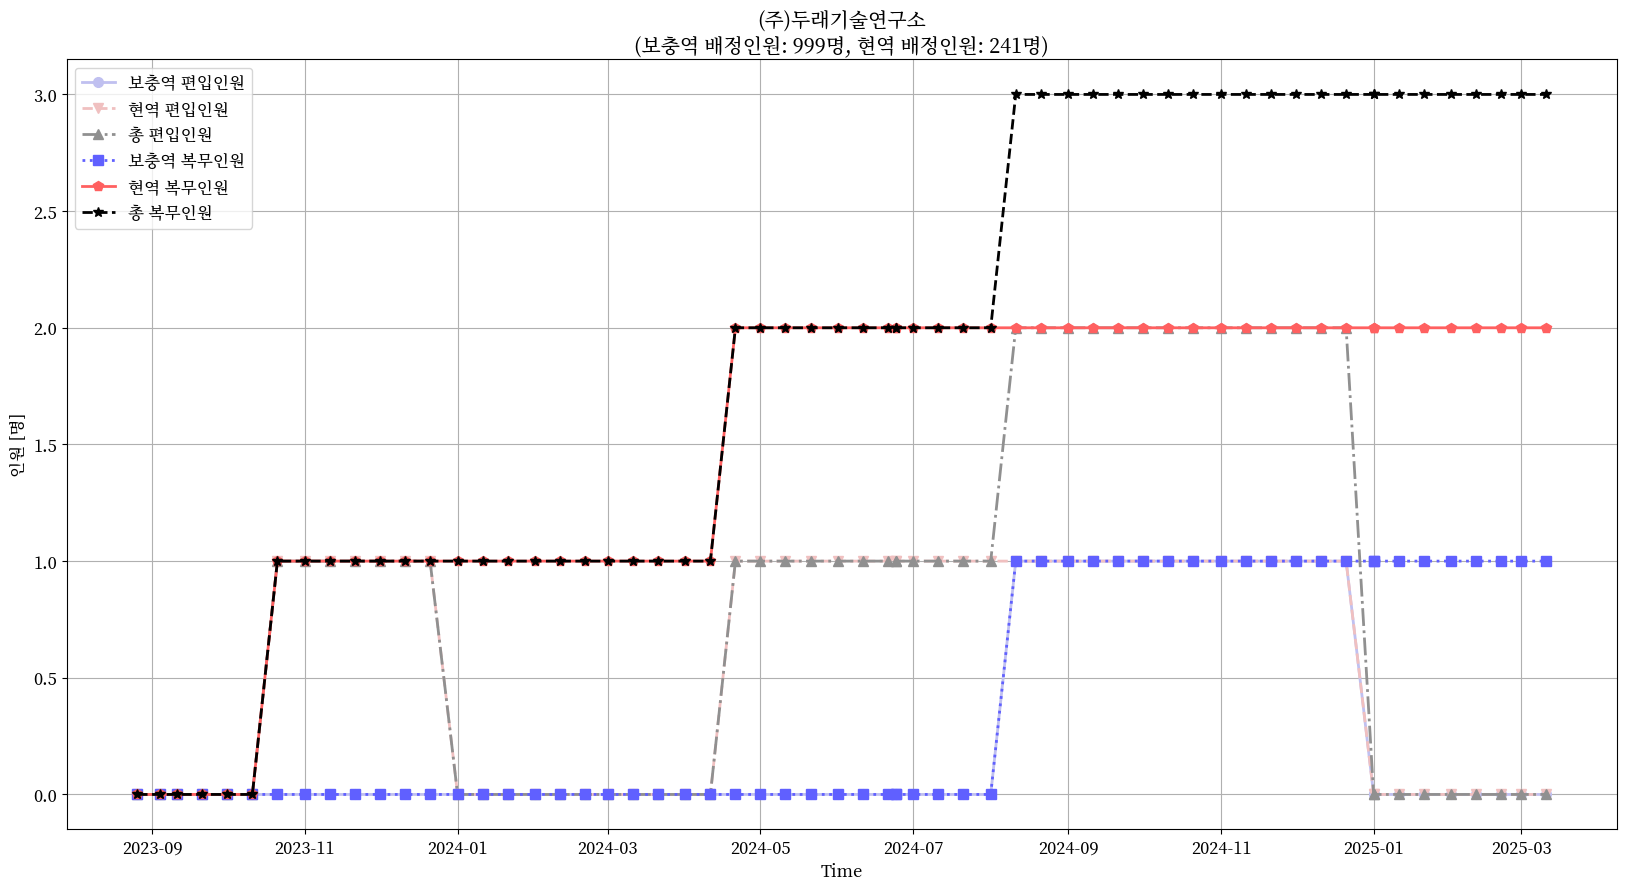 (주)두래기술연구소
(보충역 배정인원: 999명, 현역 배정인원: 241명)
보충역 편입인원
현역 편입인원
총 편입인원
보충역 복무인원
현역 복무인원
총 복무인원
3.0
2.5
2.0
1.5
1.0
0.5
0.0
인원 [명]
2023-09
2023-11
2024-01
2024-03
2024-05
2024-07
2024-09
2024-11
2025-01
2025-03
Time